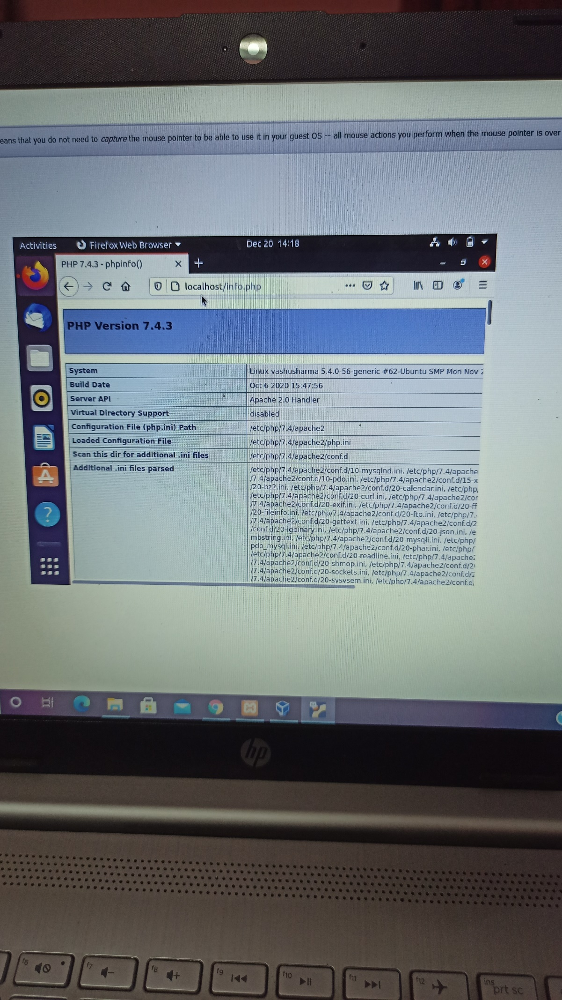 eans that you do not need to capture the mouse pointer to be able to use it in your guest OS -- all mouse actions you perform when the mouse pointer is over
Activities Firefox Web Browser Dec 20 14:18
PHP 7.4.3 - phpinfo()
localhost/info.php
PHP Version 7.4.3
System Linux vashusharma 5.4.0-56-generic #62-Ubuntu SMP Mon Nov 2
Build Date Oct 6 2020 15:47:56
Server API Apache 2.0 Handler
Virtual Directory Support disabled
Configuration File (php.ini) Path /etc/php/7.4/apache2
Loaded Configuration File /etc/php/7.4/apache2/php.ini
Scan this dir for additional .ini files /etc/php/7.4/apache2/conf.d
Additional .ini files parsed /etc/php/7.4/apache2/conf.d/10-mysqlnd.ini, /etc/php/7.4/apache
/7.4/apache2/conf.d/10-pdo.ini, /etc/php/7.4/apache2/conf.d/15-x
/20-bz2.ini, /etc/php/7.4/apache2/conf.d/20-calendar.ini, /etc/php,
/etc/php/7.4/apache2/conf.d/20-curl.ini, /etc/php/7.4/apache2/cor
/7.4/apache2/conf.d/20-exif.ini, /etc/php/7.4/apache2/conf.d/20-ff
/20-fileinfo.ini, /etc/php/7.4/apache2/conf.d/20-ftp.ini, /etc/php/7.
/7.4/apache2/conf.d/20-gettext.ini, /etc/php/7.4/apache2/conf.d/2
/conf.d/20-igbinary.ini, /etc/php/7.4/apache2/conf.d/20-json.ini, /e
mbstring.ini, /etc/php/7.4/apache2/conf.d/20-mysqli.ini, /etc/php/
pdo_mysql.ini, /etc/php/7.4/apache2/conf.d/20-phar.ini, /etc/php/
/etc/php/7.4/apache2/conf.d/20-readline.ini, /etc/php/7.4/apache2
/7.4/apache2/conf.d/20-shmop.ini, /etc/php/7.4/apache2/conf.d/2
/7.4/apache2/conf.d/20-sockets.ini, /etc/php/7.4/apache2/conf.d/2
/7.4/apache2/conf.d/20-sysvsem.ini, /etc/php/7.4/apache2/conf.d,
hp
f6 f7 f8 f9 f10 f11 f12 ins
prt sc